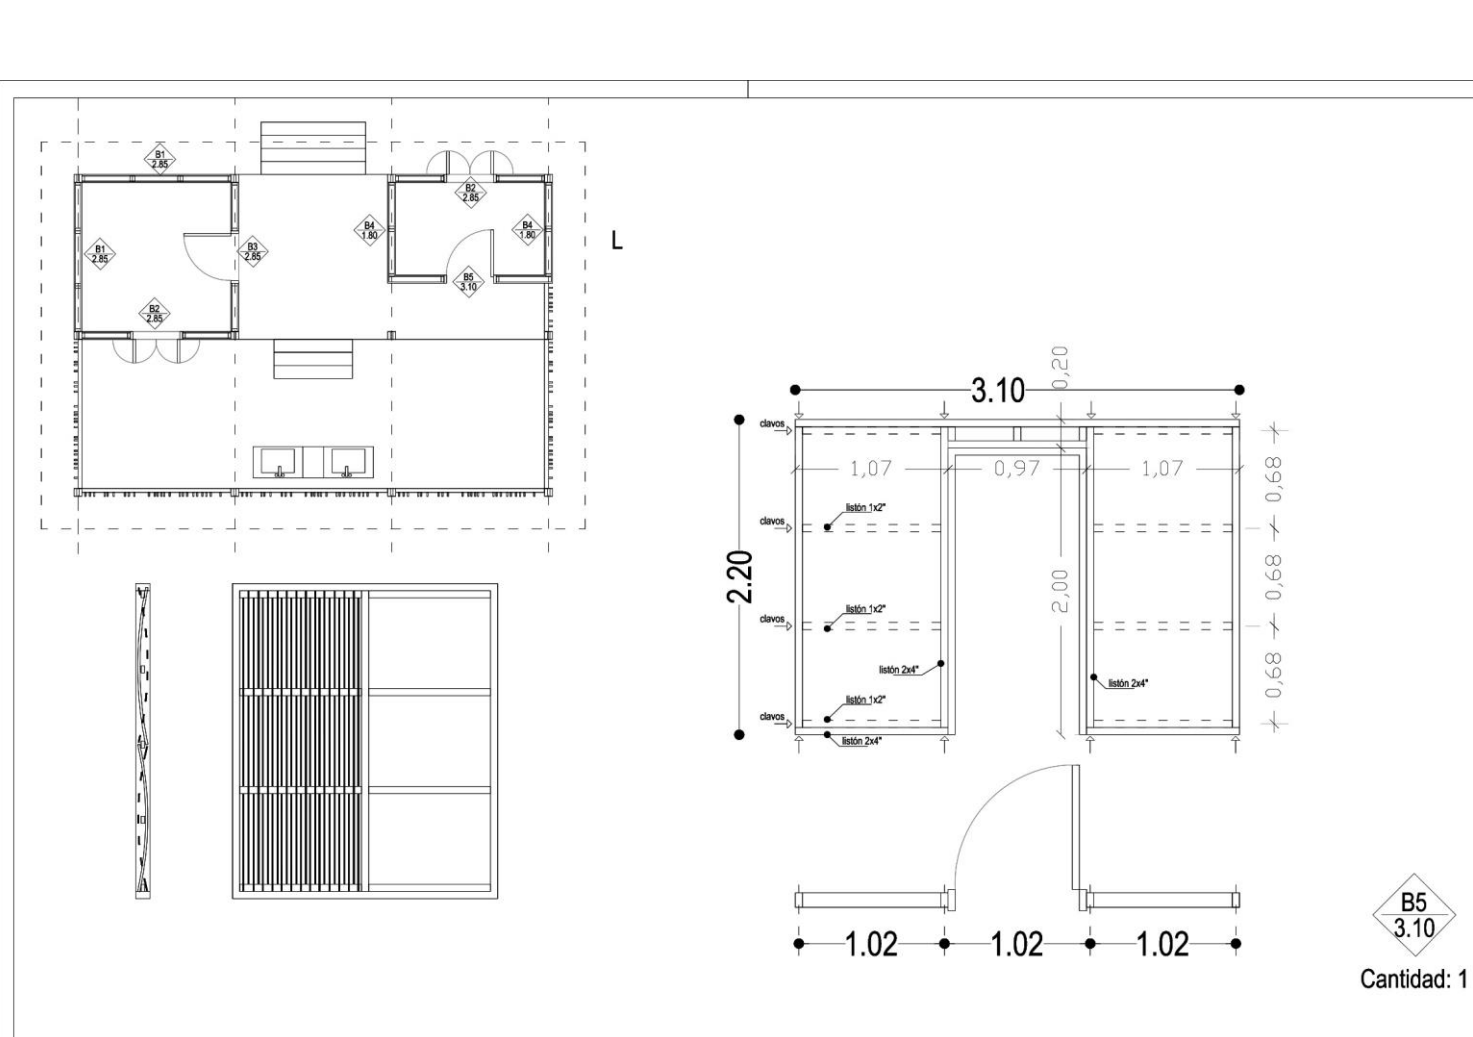 B1
2.85
B2
2.85
B4
1.80
B4
1.80
B1
2.85
B3
2.85
L
B5
3.10
B2
2.85
3.10
0,20
clavos
1,07
0,97
1,07
0,68
listón 1x2"
clavos
2.20
2,00
0,68
listón 1x2"
clavos
listón 2x4"
listón 2x4"
0,68
listón 1x2"
clavos
listón 2x4"
B5
3.10
1.02
1.02
1.02
Cantidad: 1